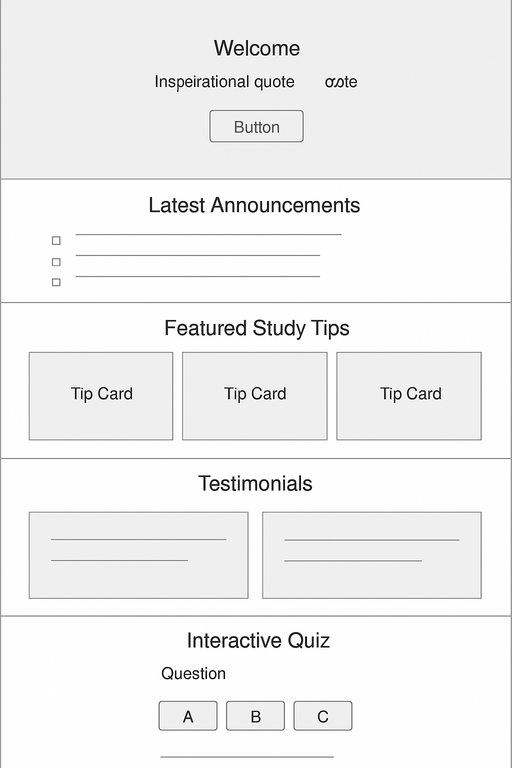 Welcome
Inspeirational quote
Button
Latest Announcements
Featured Study Tips
Tip Card Tip Card Tip Card
Testimonials
Interactive Quiz
Question
A B C